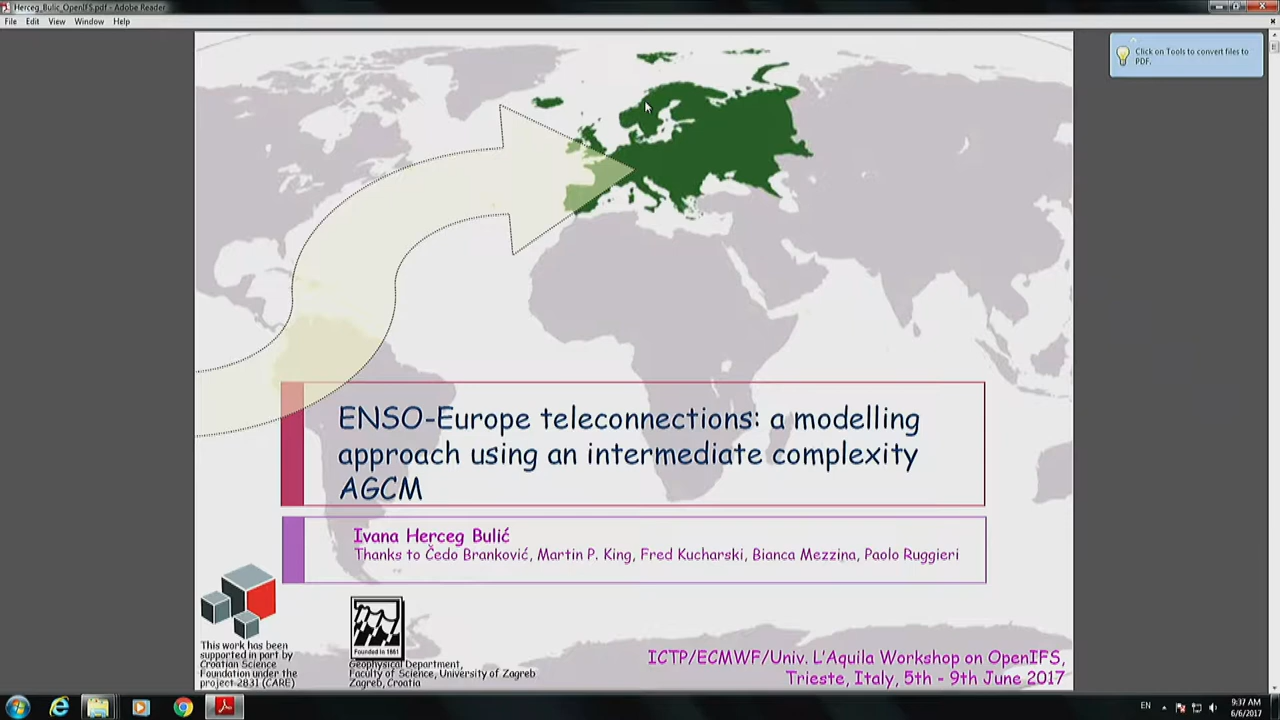 Herceg_Bulic_OpenIFS.pdf - Adobe Reader
File Edit View Window Help
Click on Tools to convert files to
PDF.
ENSO-Europe teleconnections: a modelling
approach using an intermediate complexity
AGCM
Ivana Herceg Bulić
Thanks to Čedo Branković, Martin P. King, Fred Kucharski, Bianca Mezzina, Paolo Ruggieri
This work has been
supported in part by
Croatian Science
Foundation under the
project 2831 (CARE)
Founded in 1861
Geophysical Department,
Faculty of Science, University of Zagreb
Zagreb, Croatia
ICTP/ECMWF/Univ. L'Aquila Workshop on OpenIFS,
Trieste, Italy, 5th - 9th June 2017
EN
9:37 AM
6/6/2017